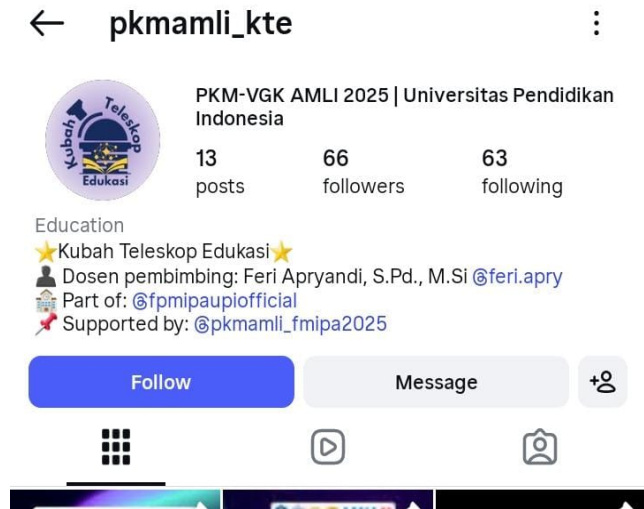 pkmamli_kte
Kubah Teleskop
Edukasi
PKM-VGK AMLI 2025 | Universitas Pendidikan
Indonesia
13 66 63
posts followers following
Education
⭐Kubah Teleskop Edukasi⭐
👤 Dosen pembimbing: Feri Apryandi, S.Pd., M.Si @feri.apry
🏫 Part of: @fpmipaupiofficial
📌 Supported by: @pkmamli_fmipa2025
Follow Message